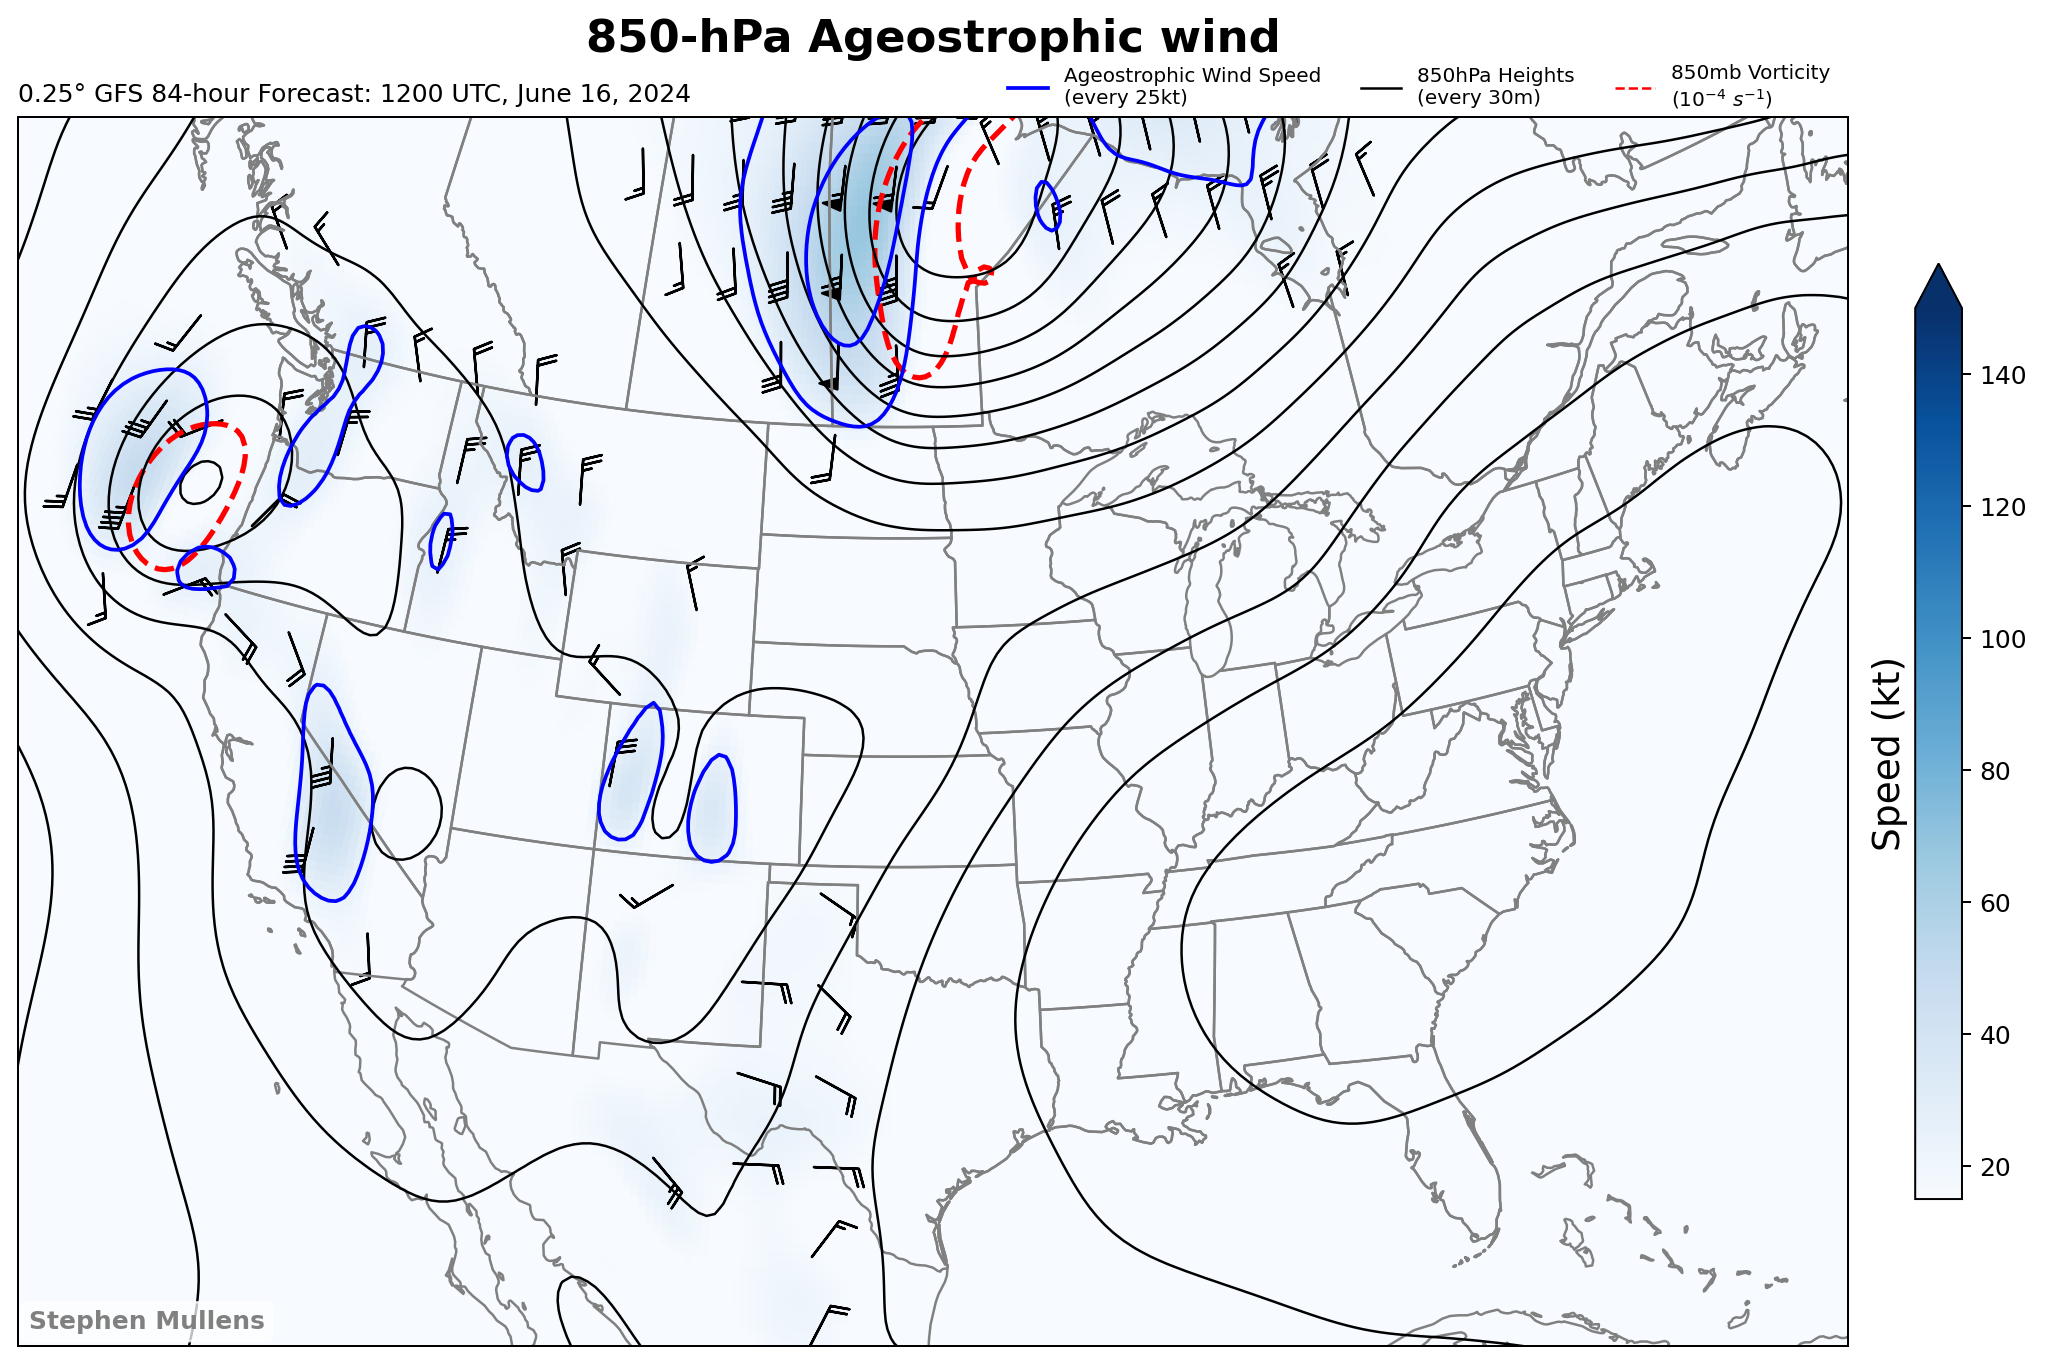 850-hPa Ageostrophic wind
0.25° GFS 84-hour Forecast: 1200 UTC, June 16, 2024
Ageostrophic Wind Speed
(every 25kt)
850hPa Heights
(every 30m)
850mb Vorticity
(10⁻⁴ s⁻¹)
140
120
100
80
60
40
20
Speed (kt)
Stephen Mullens